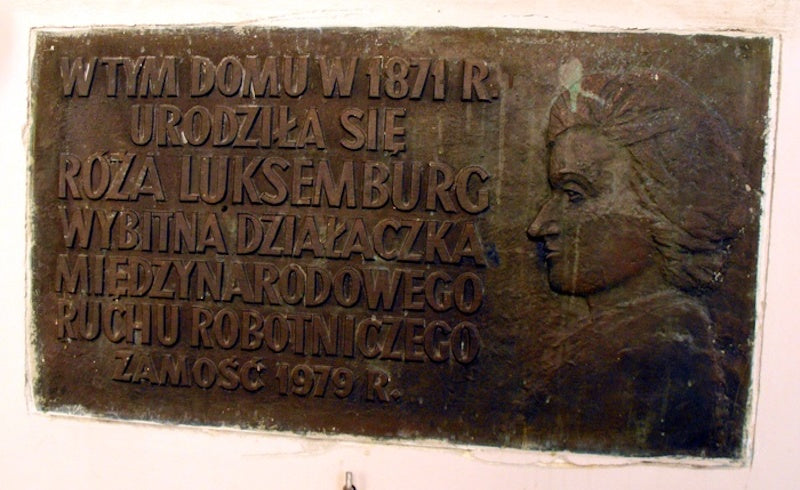 W TYM DOMU W 1871 R.
URODZIŁA SIĘ
RÓŻA LUKSEMBURG
WYBITNA DZIAŁACZKA
MIĘDZYNARODOWEGO
RUCHU ROBOTNICZEGO
ZAMOŚĆ 1979 R.